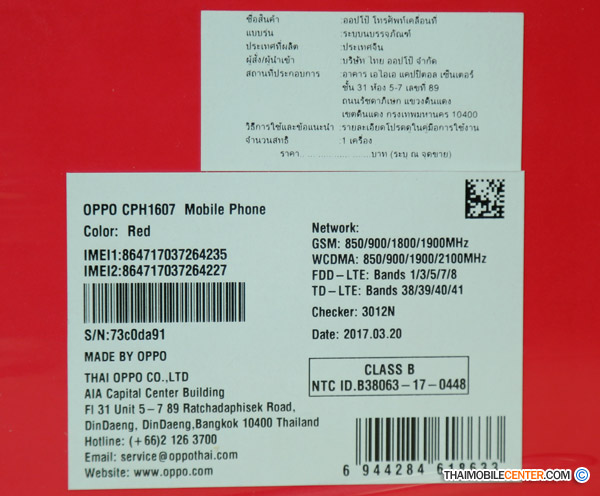 ชื่อสินค้า : ออปโป้ โทรศัพท์เคลื่อนที่
แบบรุ่น : ระบุบนบรรจุภัณฑ์
ประเทศที่ผลิต : ประเทศจีน
ผู้สั่ง/ผู้นำเข้า : บริษัท ไทย ออปโป้ จำกัด
สถานที่ประกอบการ : อาคาร เอไอเอ แคปปิตอล เซ็นเตอร์
ชั้น 31 ห้อง 5-7 เลขที่ 89
ถนนรัชดาภิเษก แขวงดินแดง
เขตดินแดง กรุงเทพมหานคร 10400
วิธีการใช้และข้อแนะนำ : รายละเอียดโปรดดูในคู่มือการใช้งาน
จำนวนสุทธิ : 1 เครื่อง
ราคา........................บาท (ระบุ ณ จุดขาย)
OPPO CPH1607 Mobile Phone
Color: Red
IMEI1:864717037264235
IMEI2:864717037264227
S/N:73c0da91
MADE BY OPPO
THAI OPPO CO.,LTD
AIA Capital Center Building
Fl 31 Unit 5-7 89 Ratchadaphisek Road,
DinDaeng, DinDaeng,Bangkok 10400 Thailand
Hotline: (+66)2 126 3700
Email: service@oppothai.com
Website: www.oppo.com
Network:
GSM: 850/900/1800/1900MHz
WCDMA: 850/900/1900/2100MHz
FDD-LTE: Bands 1/3/5/7/8
TD-LTE: Bands 38/39/40/41
Checker: 3012N
Date: 2017.03.20
CLASS B
NTC ID.B38063-17-0448
6 944284 618633
THAIMOBILECENTER.COM ©